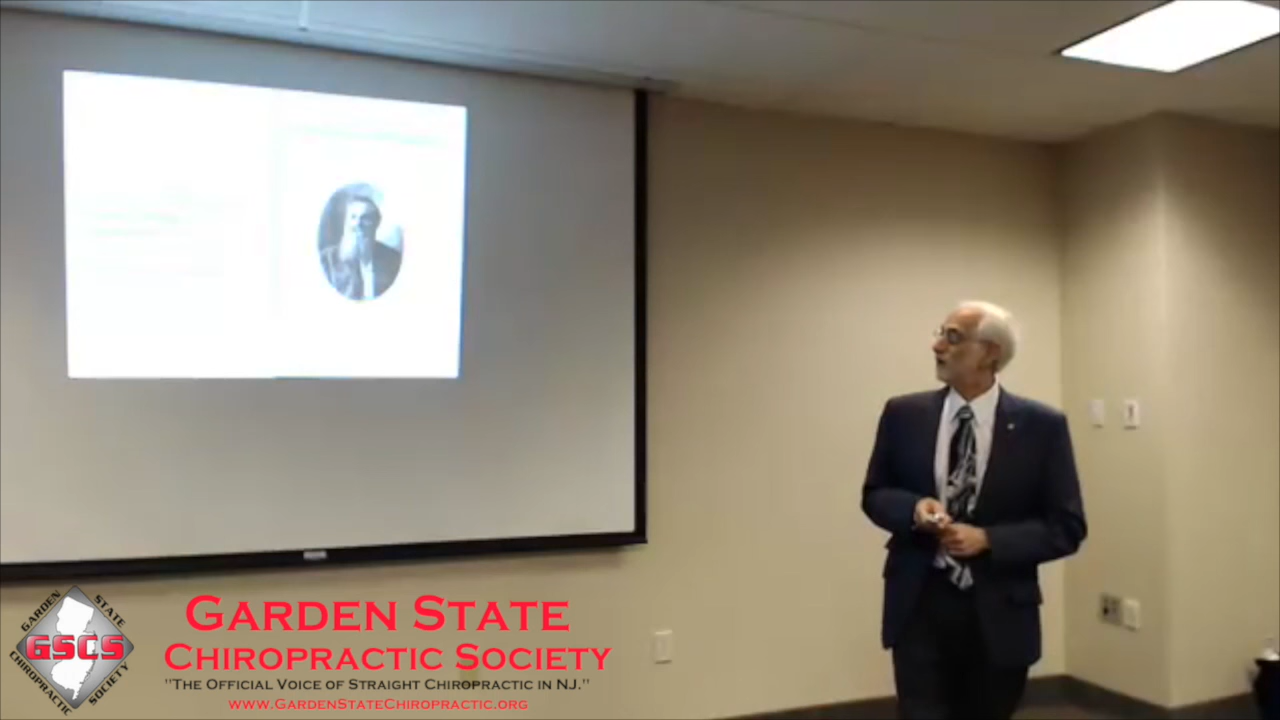 GARDEN STATE
GSCS
CHIROPRACTIC SOCIETY
GARDEN STATE
CHIROPRACTIC SOCIETY
"THE OFFICIAL VOICE OF STRAIGHT CHIROPRACTIC IN NJ."
WWW.GARDENSTATECHIROPRACTIC.ORG